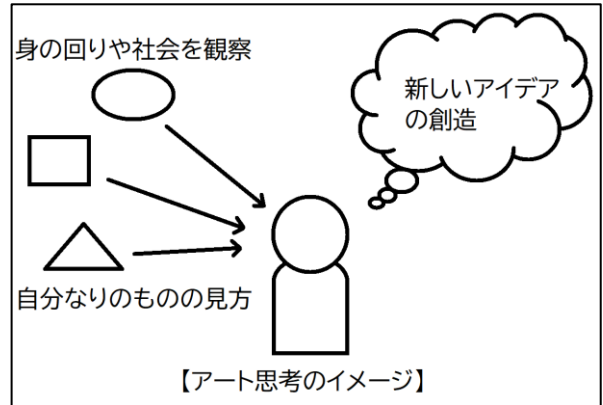 身の回りや社会を観察
新しいアイデア
の創造
自分なりのものの見方
【アート思考のイメージ】